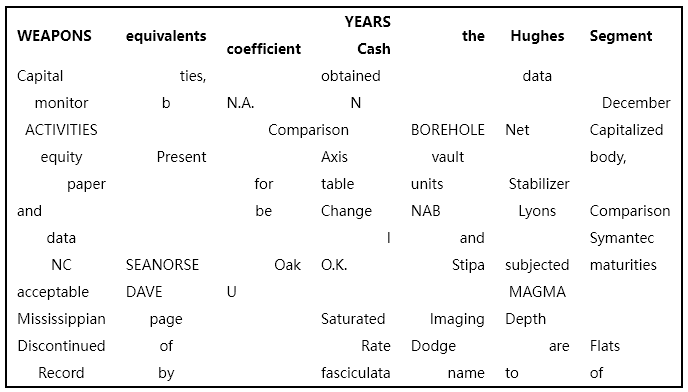 WEAPONS equivalents coefficient YEARS Cash the Hughes Segment
Capital ties, obtained data
monitor b N.A. N December
ACTIVITIES Comparison BOREHOLE Net Capitalized
equity Present Axis vault body,
paper for table units Stabilizer
and be Change NAB Lyons Comparison
data l and Symantec
NC SEANORSE Oak O.K. Stipa subjected maturities
acceptable DAVE U MAGMA
Mississippian page Saturated Imaging Depth
Discontinued of Rate Dodge are Flats
Record by fasciculata name to of